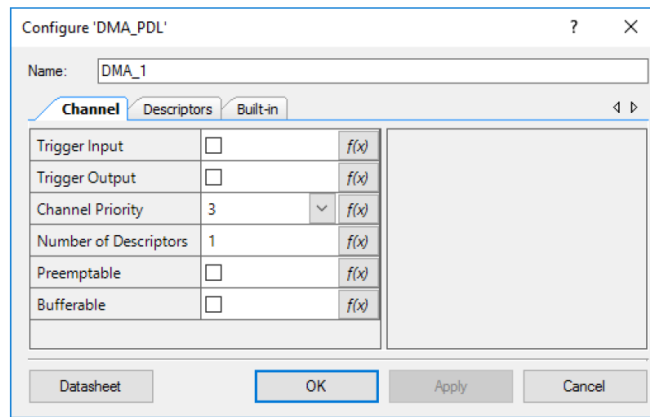 Configure 'DMA_PDL' ? ×
Name: DMA_1
Channel Descriptors Built-in
Trigger Input f(x)
Trigger Output f(x)
Channel Priority 3 f(x)
Number of Descriptors 1 f(x)
Preemptable f(x)
Bufferable f(x)
Datasheet OK Apply Cancel